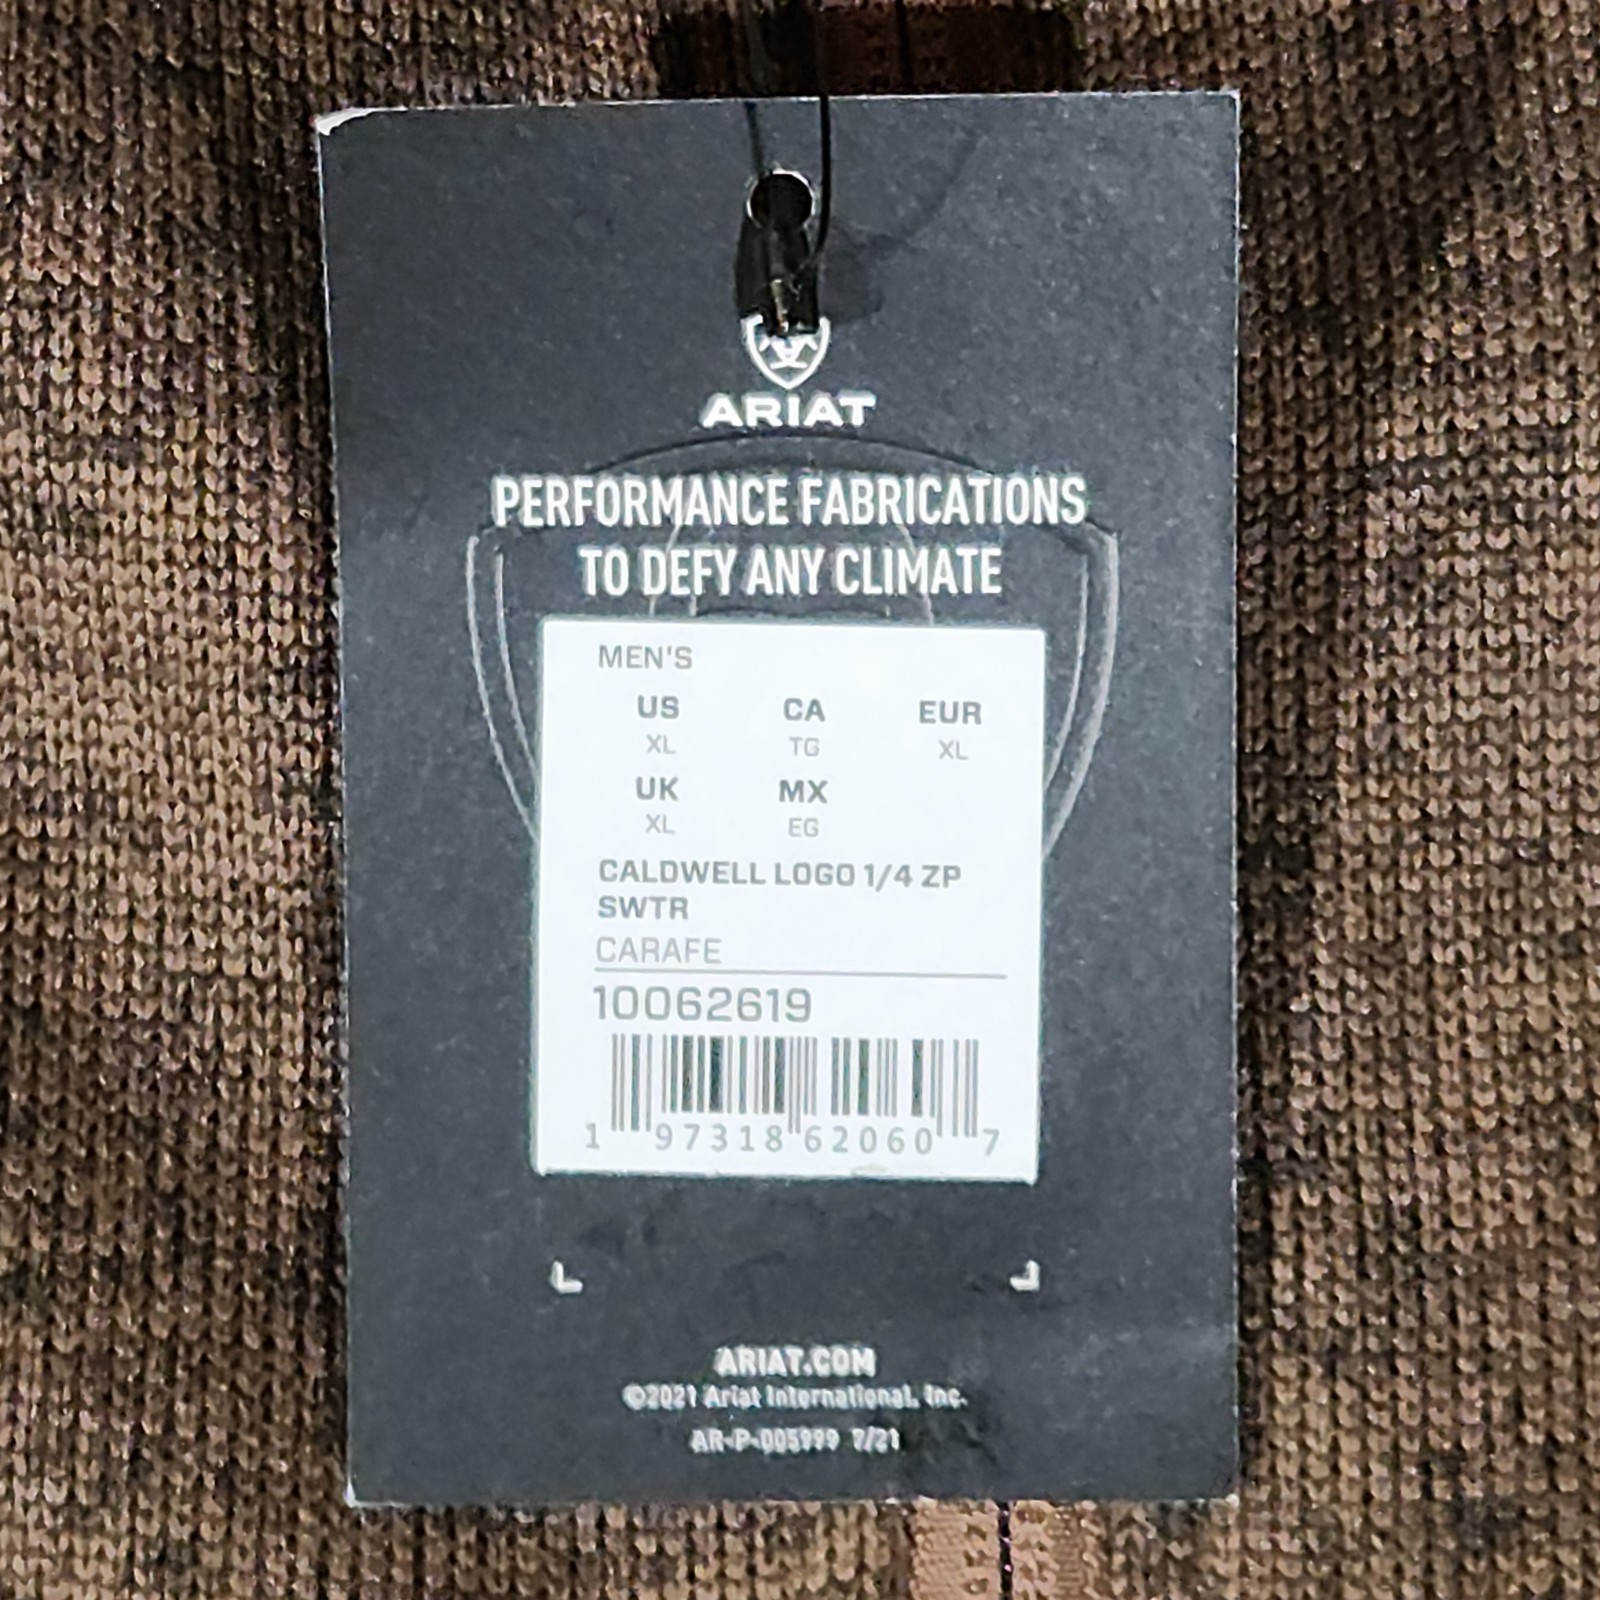 ARIAT
PERFORMANCE FABRICATIONS
TO DEFY ANY CLIMATE
MEN'S
US CA EUR
XL TG XL
UK MX
XL EG
CALDWELL LOGO 1/4 ZP
SWTR
CARAFE
10062619
1 97318 62060 7
ARIAT.COM
©2021 Ariat International, Inc.
AR-P-005999 7/21